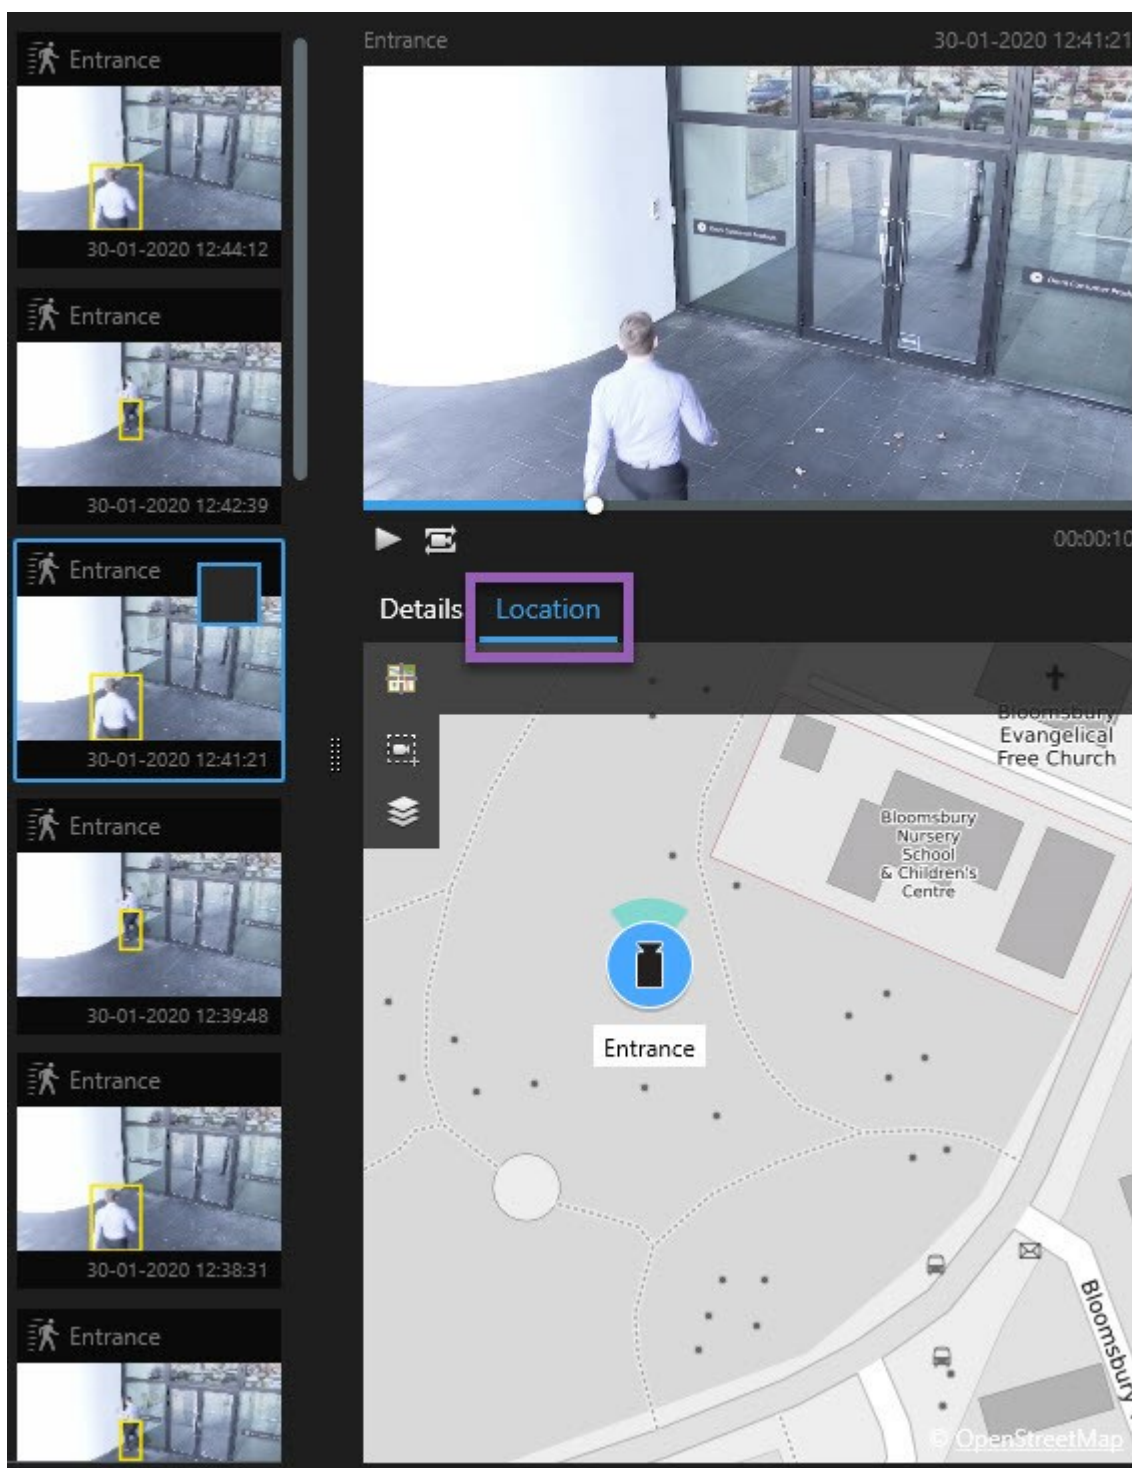 Entrance
30-01-2020 12:44:12
Entrance
30-01-2020 12:42:39
Entrance
30-01-2020 12:41:21
Entrance
30-01-2020 12:39:48
Entrance
30-01-2020 12:38:31
Entrance
Entrance
30-01-2020 12:41:21
00:00:10
Details
Location
Bloomsbury
Evangelical
Free Church
Bloomsbury
Nursery
School
& Children's
Centre
Entrance
Bloomsbury
© OpenStreetMap